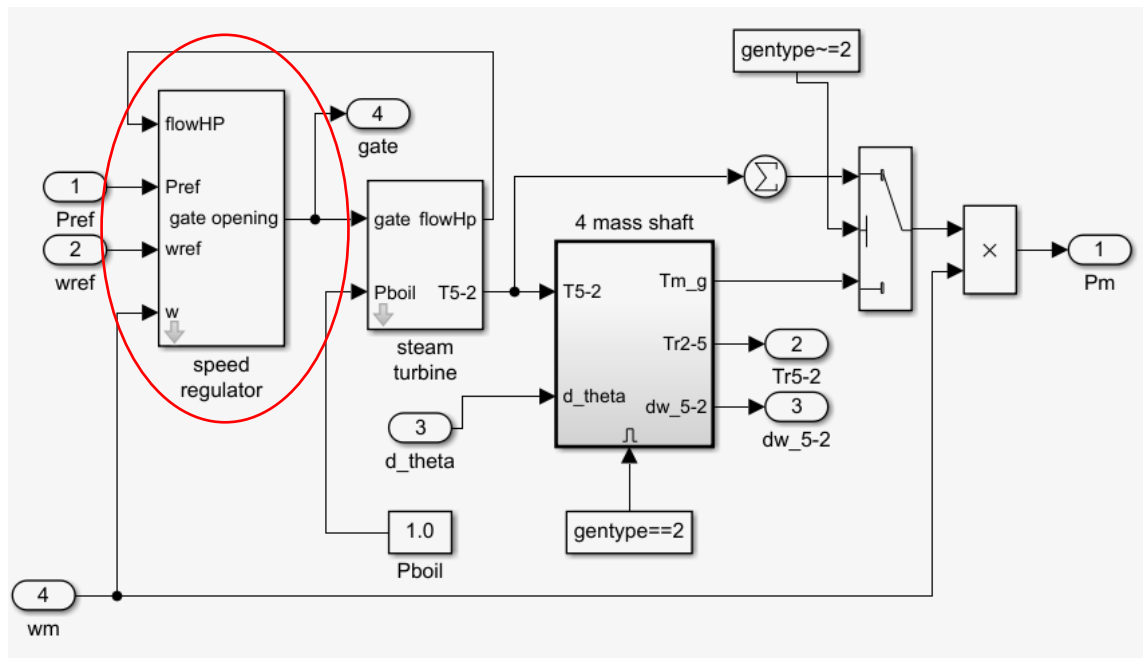 gentype~=2
flowHP
4
gate
1
Pref
Pref
gate opening
2
wref
wref
w
speed
regulator
gate flowHp
Pboil T5-2
steam
turbine
Σ
4 mass shaft
T5-2
Tm_g
Tr2-5
d_theta
dw_5-2
2
Tr5-2
3
dw_5-2
×
1
Pm
3
d_theta
1.0
Pboil
gentype==2
4
wm